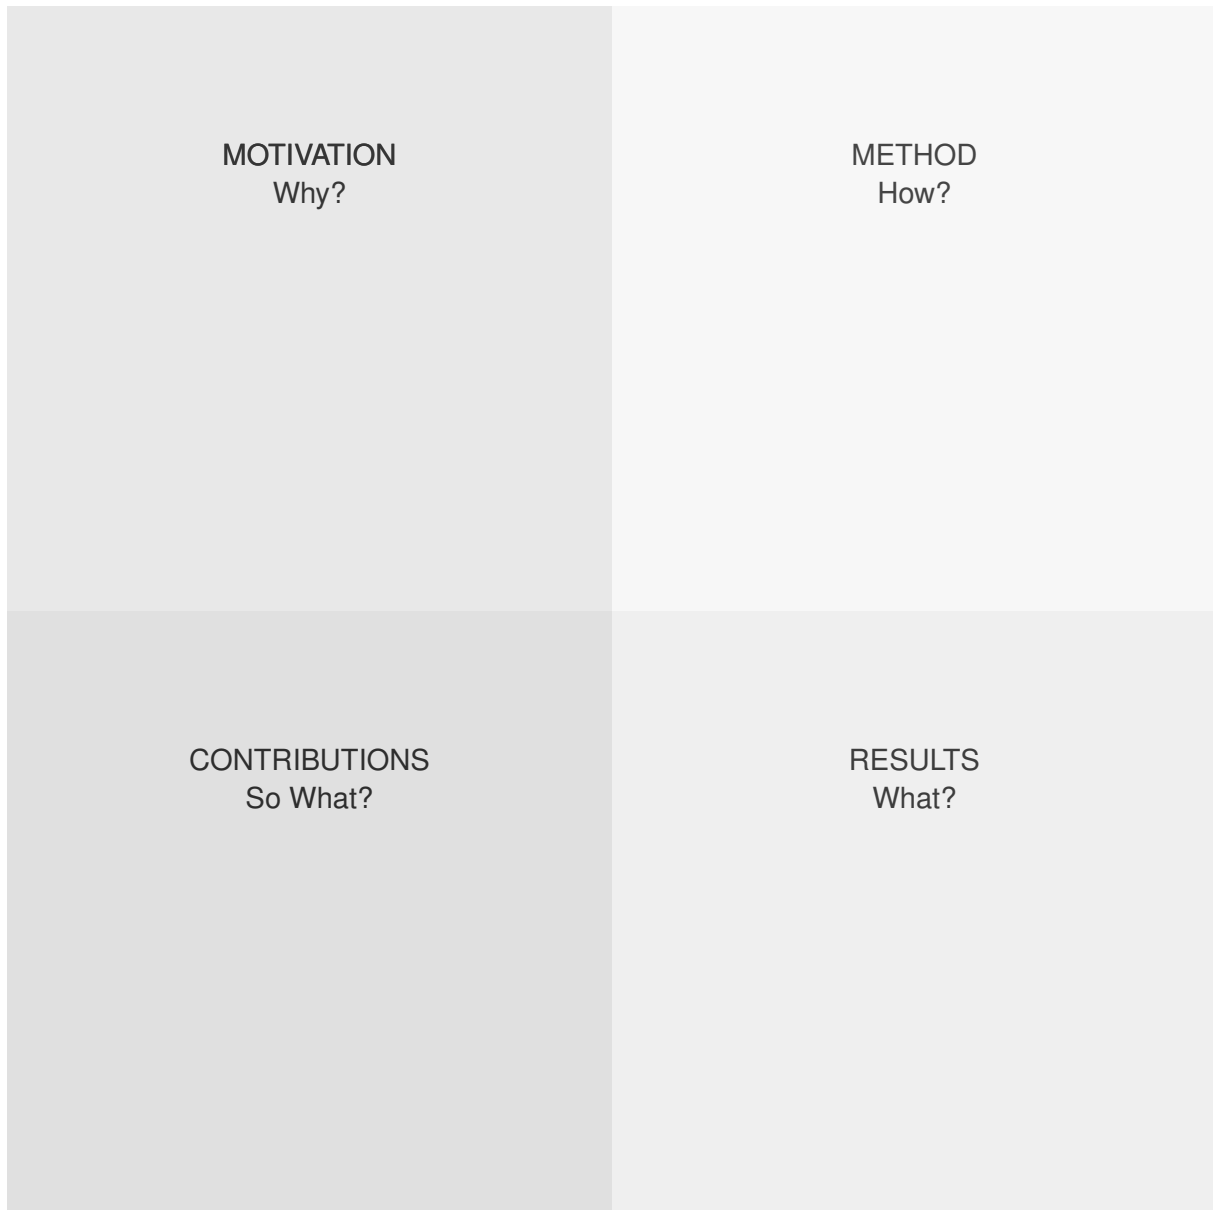 MOTIVATION
Why?
METHOD
How?
CONTRIBUTIONS
So What?
RESULTS
What?